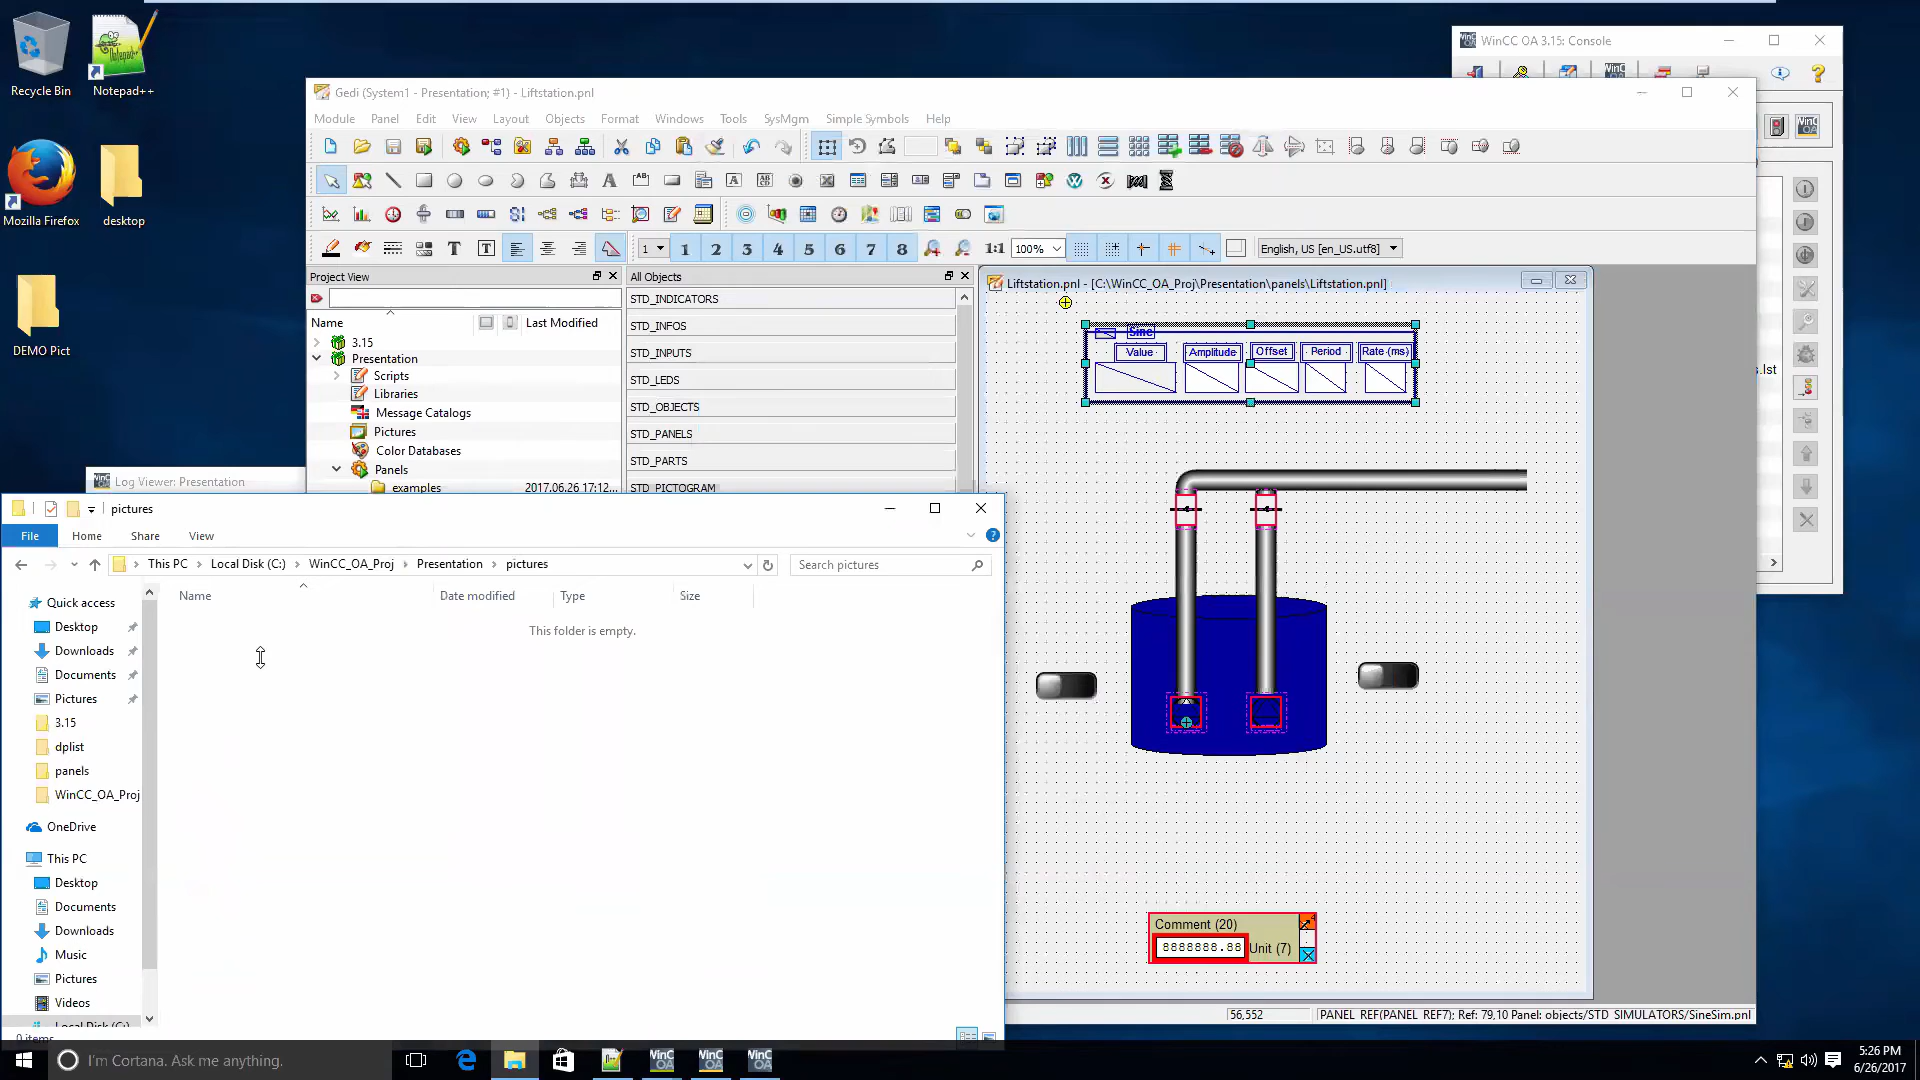 Recycle Bin
Notepad++
Mozilla Firefox
desktop
DEMO Pict
WinCC OA 3.15: Console
Gedi (System1 - Presentation; #1) - Liftstation.pnl
Module Panel Edit View Layout Objects Format Windows Tools SysMgm Simple Symbols Help
1 1 2 3 4 5 6 7 8 1:1 100% English, US [en_US.utf8]
Project View
Name Last Modified
3.15
Presentation
Scripts
Libraries
Message Catalogs
Pictures
Color Databases
Panels
examples 2017.06.26 17:12...
All Objects
STD_INDICATORS
STD_INFOS
STD_INPUTS
STD_LEDS
STD_OBJECTS
STD_PANELS
STD_PARTS
STD_PICTOGRAM
Liftstation.pnl - [C:\WinCC_OA_Proj\Presentation\panels\Liftstation.pnl]
Sine
Value Amplitude Offset Period Rate (ms)
s.lst
Comment (20)
8888888.88 Unit (7)
56,552 PANEL_REF(PANEL_REF7); Ref: 79,10 Panel: objects/STD_SIMULATORS/SineSim.pnl
Log Viewer: Presentation
pictures
File Home Share View
This PC Local Disk (C:) WinCC_OA_Proj Presentation pictures
Search pictures
Name Date modified Type Size
This folder is empty.
Quick access
Desktop
Downloads
Documents
Pictures
3.15
dplist
panels
WinCC_OA_Proj
OneDrive
This PC
Desktop
Documents
Downloads
Music
Pictures
Videos
Local Disk (C:)
0 items
I'm Cortana. Ask me anything.
5:26 PM
6/26/2017